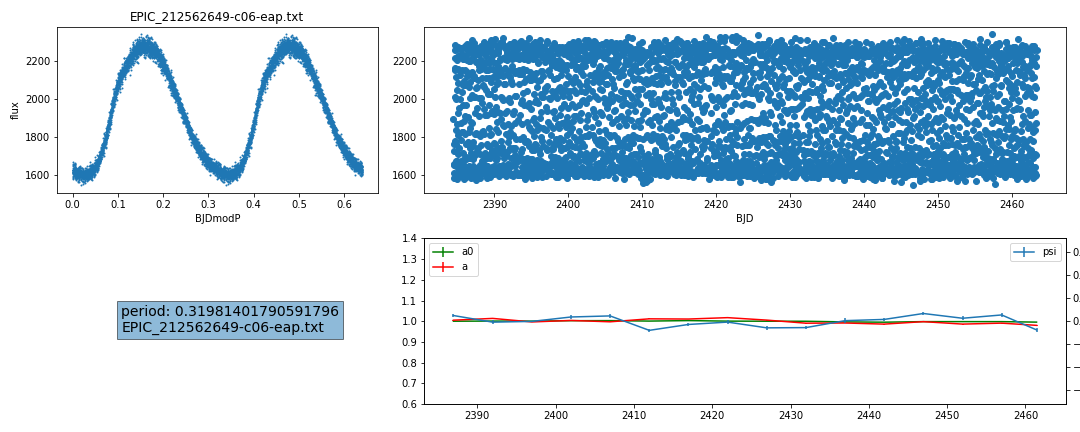 EPIC_212562649-c06-eap.txt
flux
2200
2000
1800
1600
0.0 0.1 0.2 0.3 0.4 0.5 0.6
BJDmodP
2200
2000
1800
1600
2390 2400 2410 2420 2430 2440 2450 2460
BJD
period: 0.31981401790591796
EPIC_212562649-c06-eap.txt
1.4
1.3
1.2
1.1
1.0
0.9
0.8
0.7
0.6
a0
a
psi
2390 2400 2410 2420 2430 2440 2450 2460